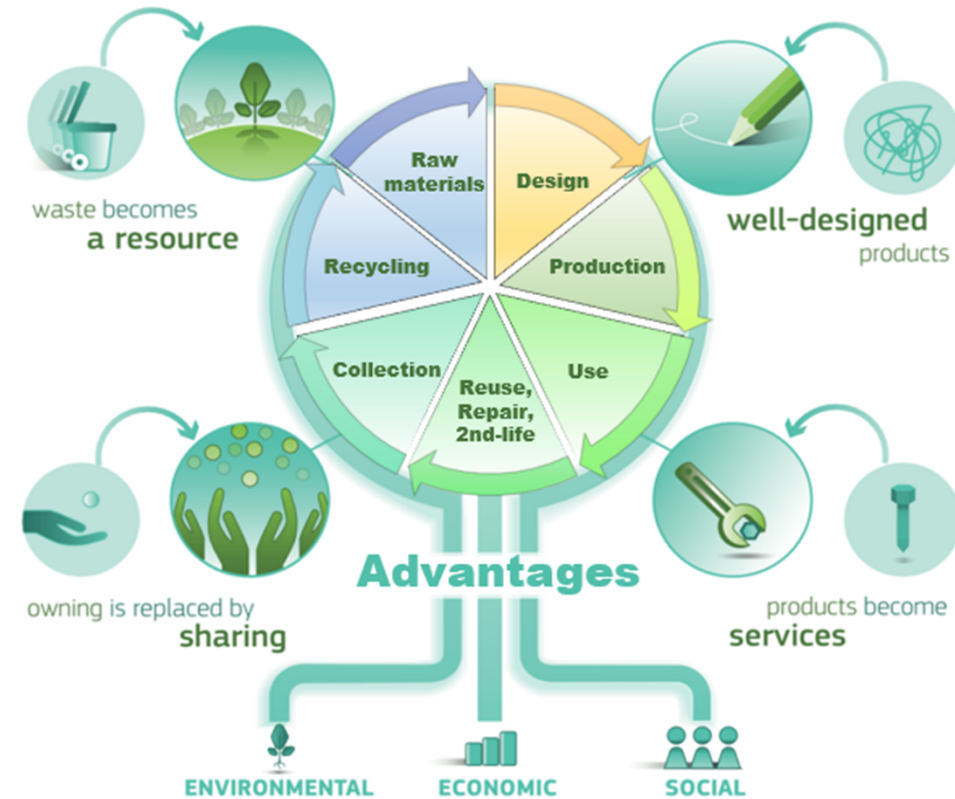 waste becomes
a resource
well-designed
products
Raw
materials
Design
Production
Use
Reuse,
Repair,
2nd-life
Collection
Recycling
owning is replaced by
sharing
products become
services
Advantages
ENVIRONMENTAL
ECONOMIC
SOCIAL